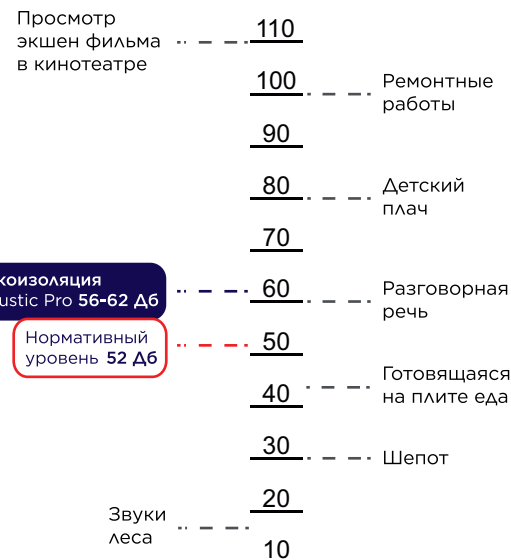 Просмотр
экшен фильма
в кинотеатре
110
100
Ремонтные
работы
90
80
Детский
плач
70
коизоляция
ustic Pro 56-62 Дб
60
Разговорная
речь
Нормативный
уровень 52 Дб
50
40
Готовящаяся
на плите еда
30
Шепот
20
Звуки
леса
10